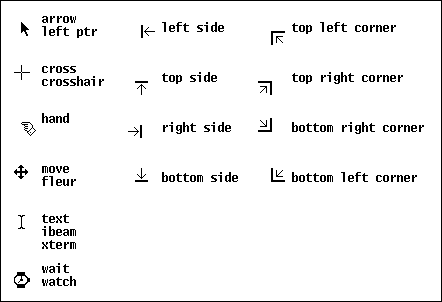 arrow
left ptr
cross
crosshair
hand
move
fleur
text
ibeam
xterm
wait
watch
left side
top side
right side
bottom side
top left corner
top right corner
bottom right corner
bottom left corner